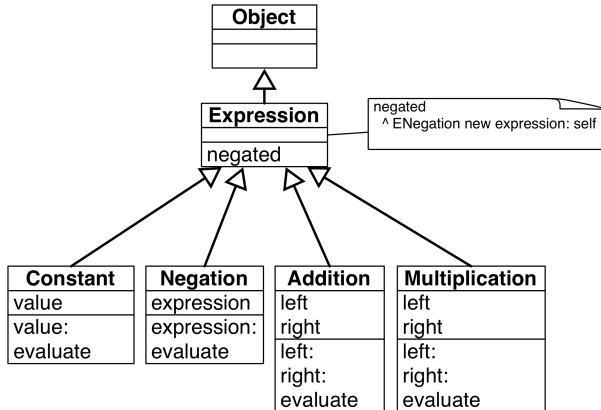 Object
Expression
negated
negated
^ ENegation new expression: self
Constant
value
value:
evaluate
Negation
expression
expression:
evaluate
Addition
left
right
left:
right:
evaluate
Multiplication
left
right
left:
right:
evaluate